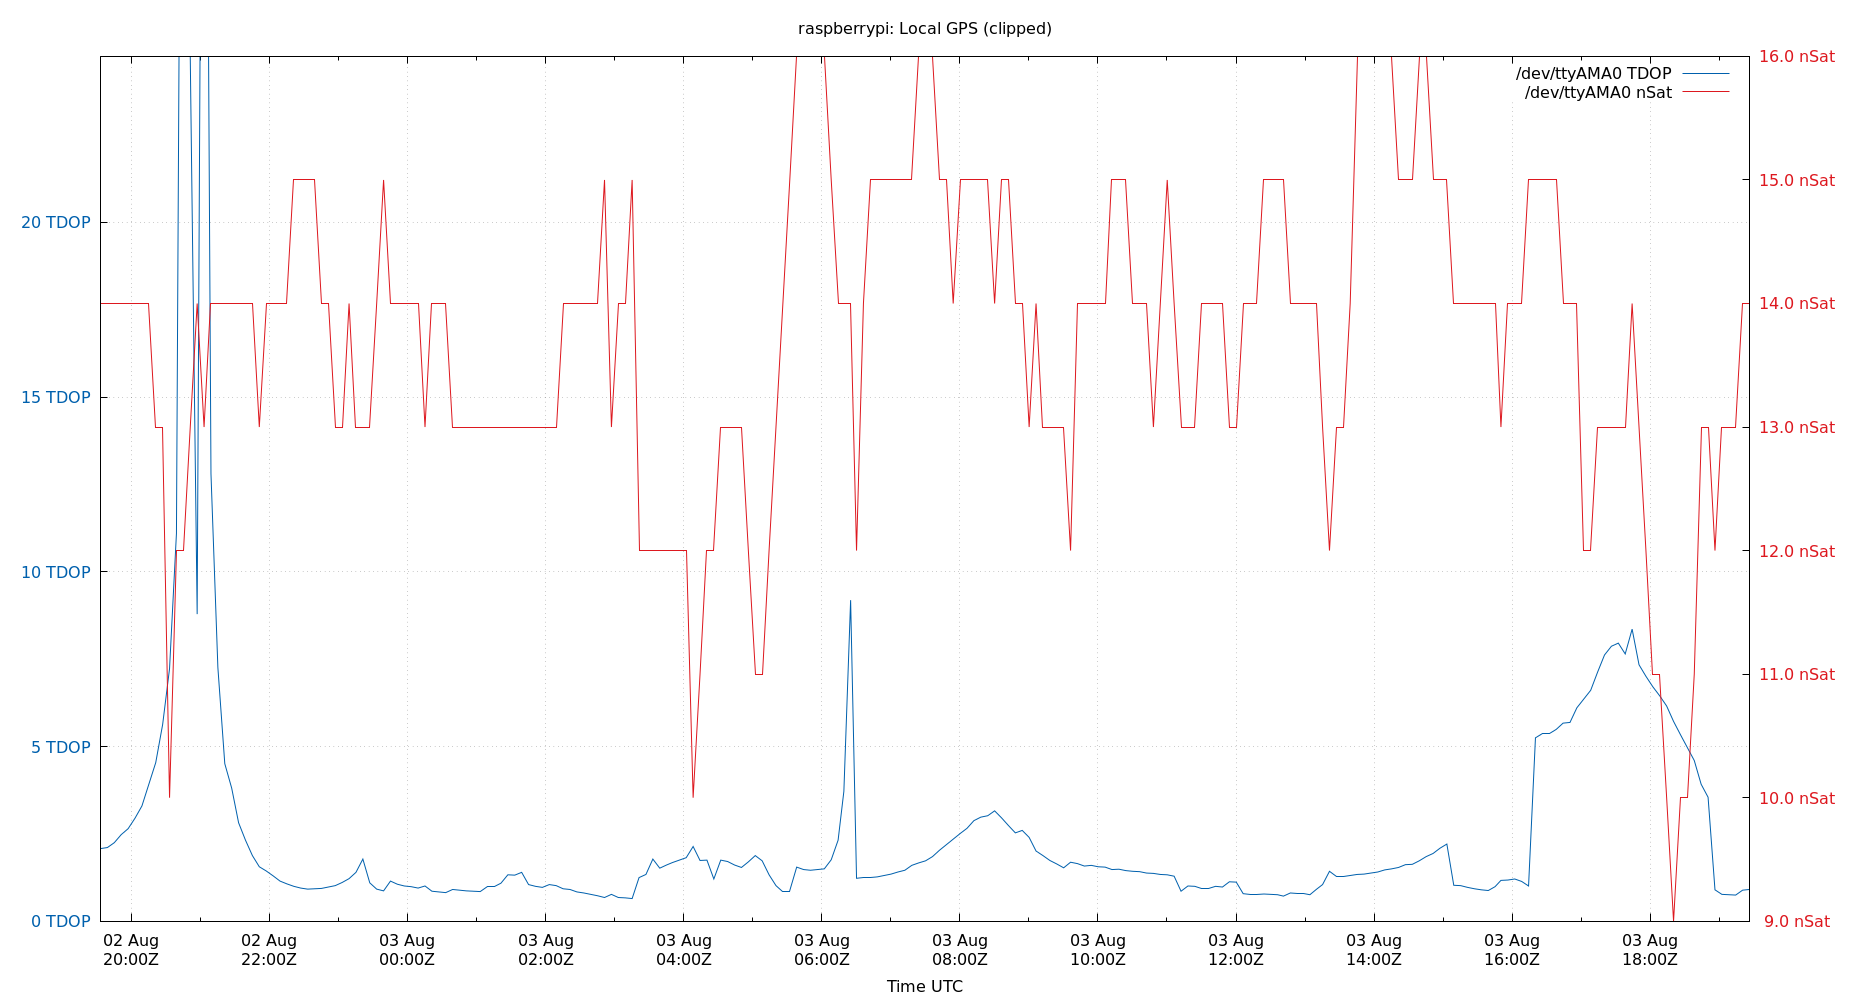 raspberrypi: Local GPS (clipped)
/dev/ttyAMA0 TDOP
/dev/ttyAMA0 nSat
20 TDOP
15 TDOP
10 TDOP
5 TDOP
0 TDOP
16.0 nSat
15.0 nSat
14.0 nSat
13.0 nSat
12.0 nSat
11.0 nSat
10.0 nSat
9.0 nSat
02 Aug 02 Aug 03 Aug 03 Aug 03 Aug 03 Aug 03 Aug 03 Aug 03 Aug 03 Aug 03 Aug 03 Aug
20:00Z 22:00Z 00:00Z 02:00Z 04:00Z 06:00Z 08:00Z 10:00Z 12:00Z 14:00Z 16:00Z 18:00Z
Time UTC